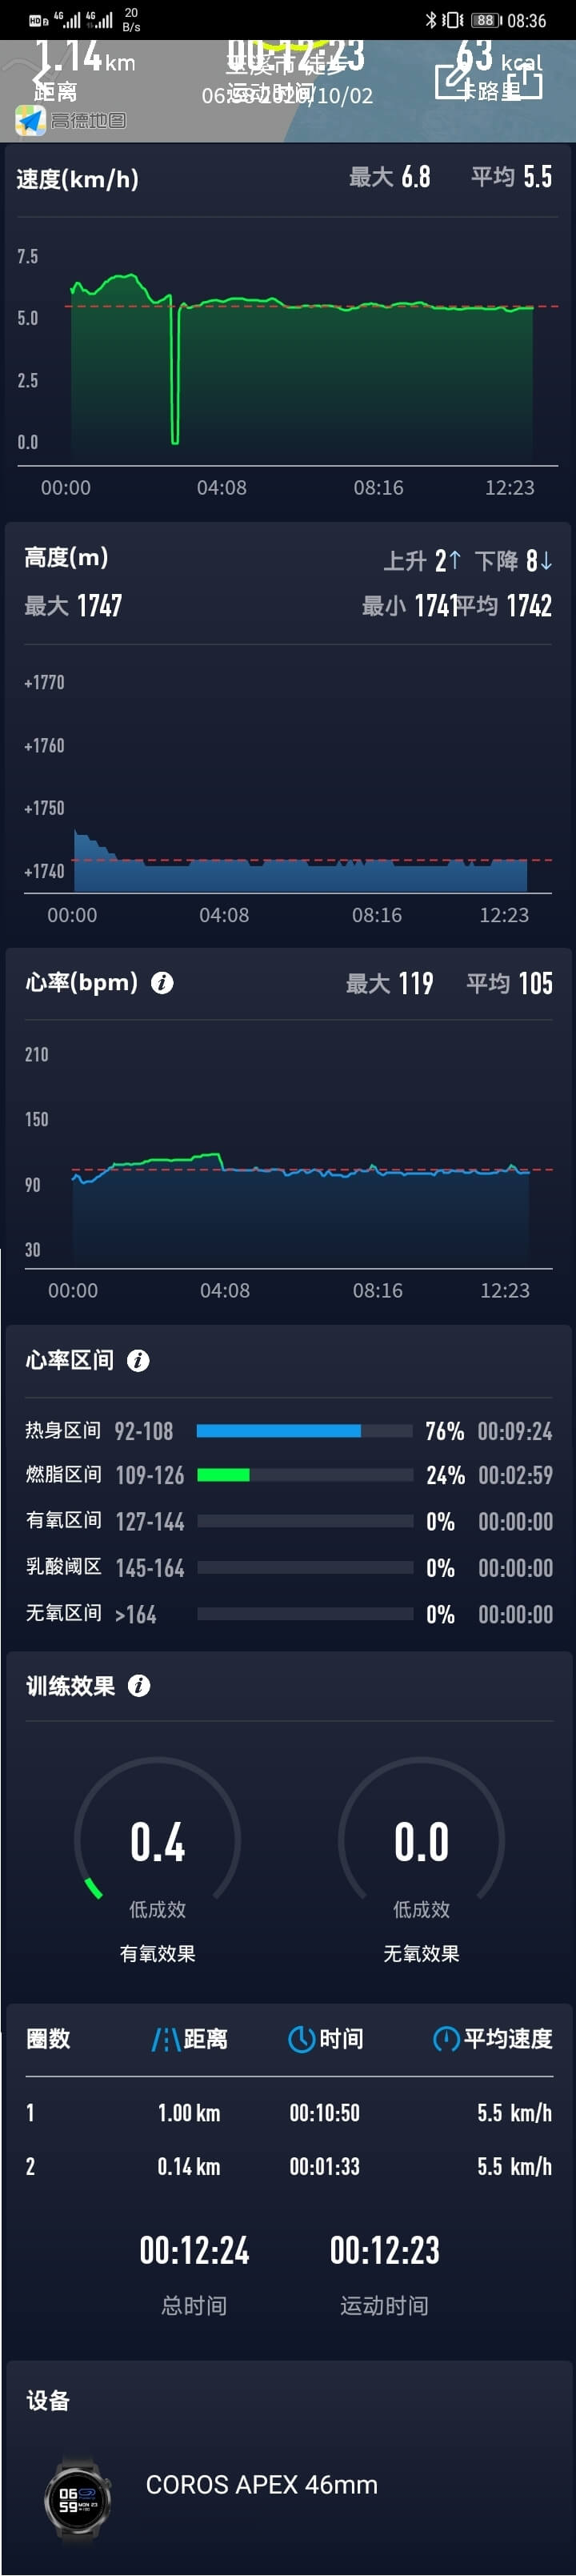 HD 2 4G 4G 20 B/s 88 08:36
1.14 km 00:12:23 63 kcal
距离 运动时间 卡路里
高德地图
速度(km/h) 最大 6.8 平均 5.5
7.5
5.0
2.5
0.0
00:00 04:08 08:16 12:23
高度(m) 上升 2↑ 下降 8↓
最大 1747 最小 1741 平均 1742
+1770
+1760
+1750
+1740
00:00 04:08 08:16 12:23
心率(bpm) i 最大 119 平均 105
210
150
90
30
00:00 04:08 08:16 12:23
心率区间 i
热身区间 92-108 76% 00:09:24
燃脂区间 109-126 24% 00:02:59
有氧区间 127-144 0% 00:00:00
乳酸阈区 145-164 0% 00:00:00
无氧区间 >164 0% 00:00:00
训练效果 i
0.4 0.0
低成效 低成效
有氧效果 无氧效果
圈数 距离 时间 平均速度
1 1.00 km 00:10:50 5.5 km/h
2 0.14 km 00:01:33 5.5 km/h
00:12:24 00:12:23
总时间 运动时间
设备
COROS APEX 46mm